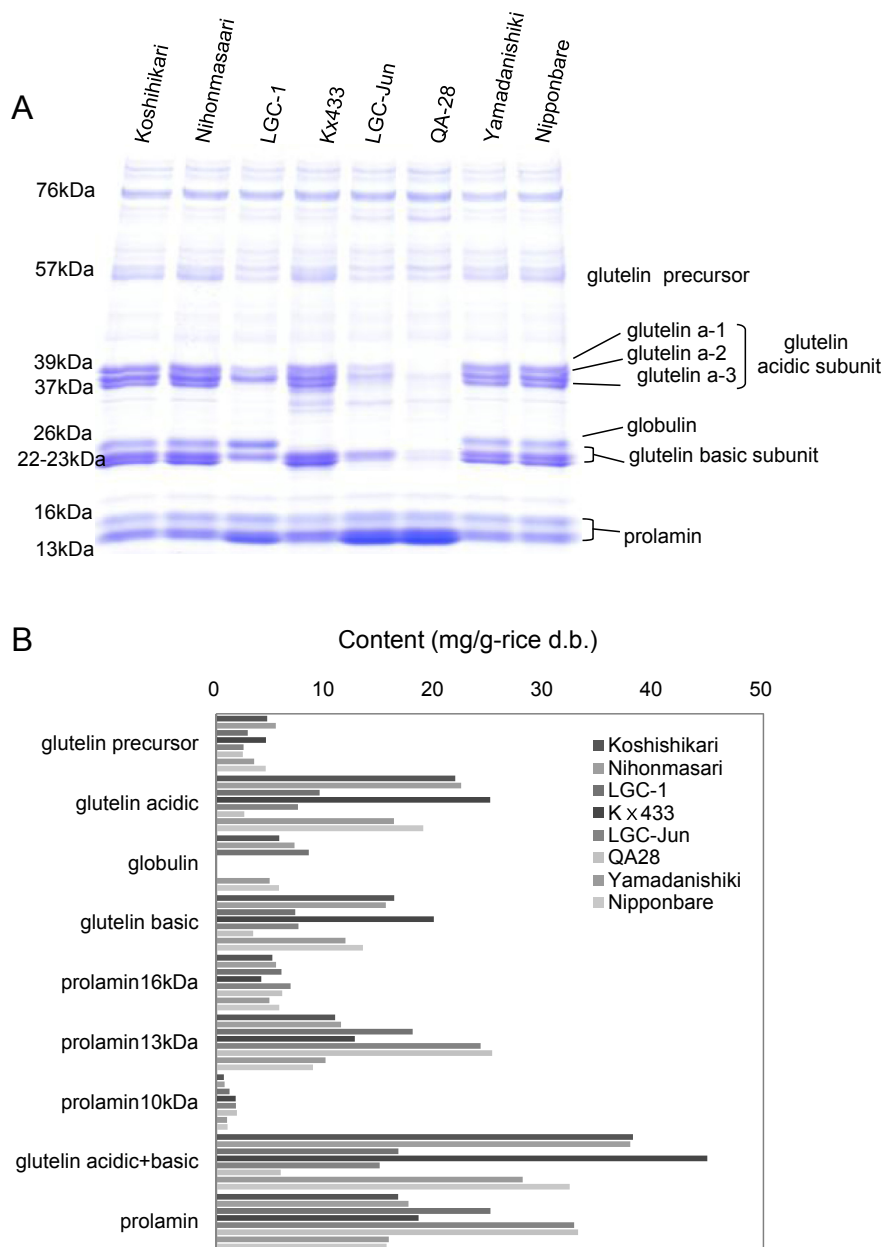 A
Koshihikari
Nihonmasaari
LGC-1
Kx433
LGC-Jun
QA-28
Yamadanishiki
Nipponbare
76kDa
57kDa
39kDa
37kDa
26kDa
22-23kDa
16kDa
13kDa
glutelin precursor
glutelin a-1
glutelin a-2
glutelin a-3
glutelin
acidic subunit
globulin
glutelin basic subunit
prolamin
B
Content (mg/g-rice d.b.)
0 10 20 30 40 50
glutelin precursor
glutelin acidic
globulin
glutelin basic
prolamin16kDa
prolamin13kDa
prolamin10kDa
glutelin acidic+basic
prolamin
Koshishikari
Nihonmasari
LGC-1
K×433
LGC-Jun
QA28
Yamadanishiki
Nipponbare